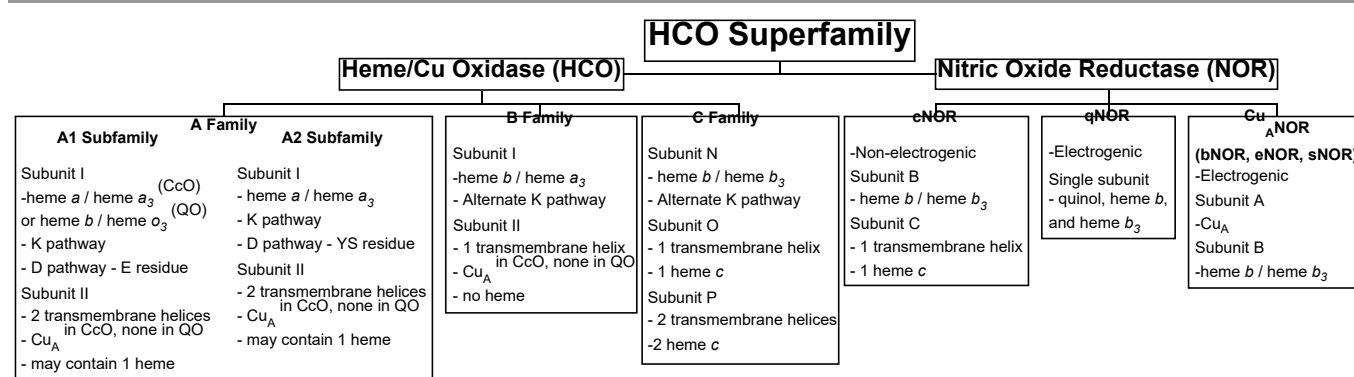 HCO Superfamily
Heme/Cu Oxidase (HCO)
Nitric Oxide Reductase (NOR)
A Family
A1 Subfamily
Subunit I
-heme a / heme a3 (CcO)
or heme b / heme o3 (QO)
- K pathway
- D pathway - E residue
Subunit II
- 2 transmembrane helices
- CuA in CcO, none in QO
- may contain 1 heme
A2 Subfamily
Subunit I
- heme a / heme a3
- K pathway
- D pathway - YS residue
Subunit II
- 2 transmembrane helices
- CuA in CcO, none in QO
- may contain 1 heme
B Family
Subunit I
-heme b / heme a3
- Alternate K pathway
Subunit II
- 1 transmembrane helix
- CuA in CcO, none in QO
- no heme
C Family
Subunit N
- heme b / heme b3
- Alternate K pathway
Subunit O
- 1 transmembrane helix
- 1 heme c
Subunit P
- 2 transmembrane helices
-2 heme c
cNOR
-Non-electrogenic
Subunit B
- heme b / heme b3
Subunit C
- 1 transmembrane helix
- 1 heme c
qNOR
-Electrogenic
Single subunit
- quinol, heme b,
and heme b3
CuANOR
(bNOR, eNOR, sNOR)
-Electrogenic
Subunit A
-CuA
Subunit B
-heme b / heme b3